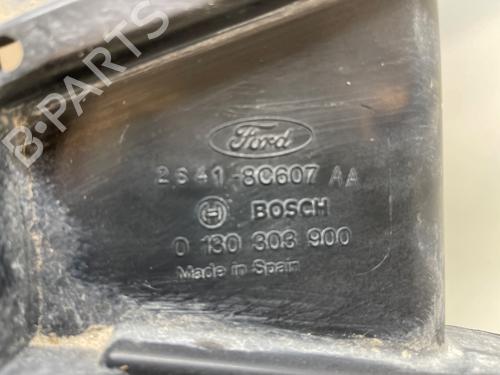 Ford
2S41-8C607 AA
BOSCH
0 130 303 900
Made in Spain
B-PARTS